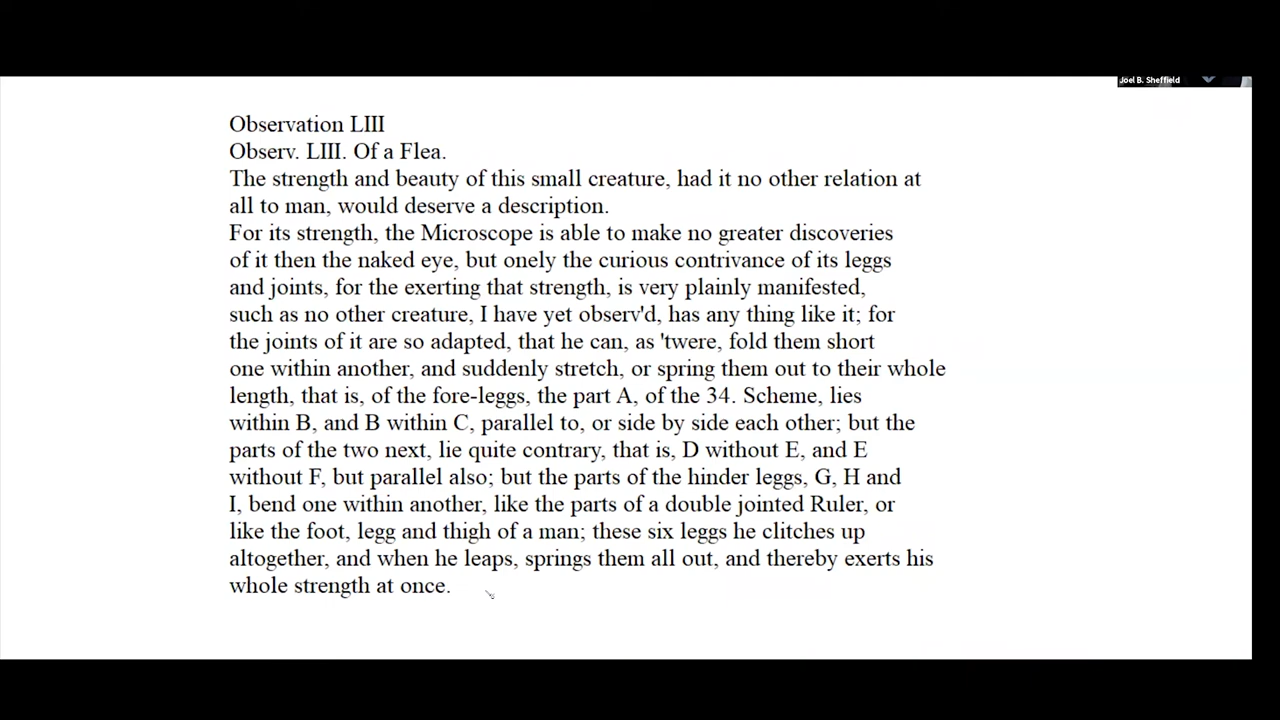 Joel B. Sheffield
Observation LIII
Observ. LIII. Of a Flea.
The strength and beauty of this small creature, had it no other relation at
all to man, would deserve a description.
For its strength, the Microscope is able to make no greater discoveries
of it then the naked eye, but onely the curious contrivance of its leggs
and joints, for the exerting that strength, is very plainly manifested,
such as no other creature, I have yet observ'd, has any thing like it; for
the joints of it are so adapted, that he can, as 'twere, fold them short
one within another, and suddenly stretch, or spring them out to their whole
length, that is, of the fore-leggs, the part A, of the 34. Scheme, lies
within B, and B within C, parallel to, or side by side each other; but the
parts of the two next, lie quite contrary, that is, D without E, and E
without F, but parallel also; but the parts of the hinder leggs, G, H and
I, bend one within another, like the parts of a double jointed Ruler, or
like the foot, legg and thigh of a man; these six leggs he clitches up
altogether, and when he leaps, springs them all out, and thereby exerts his
whole strength at once.